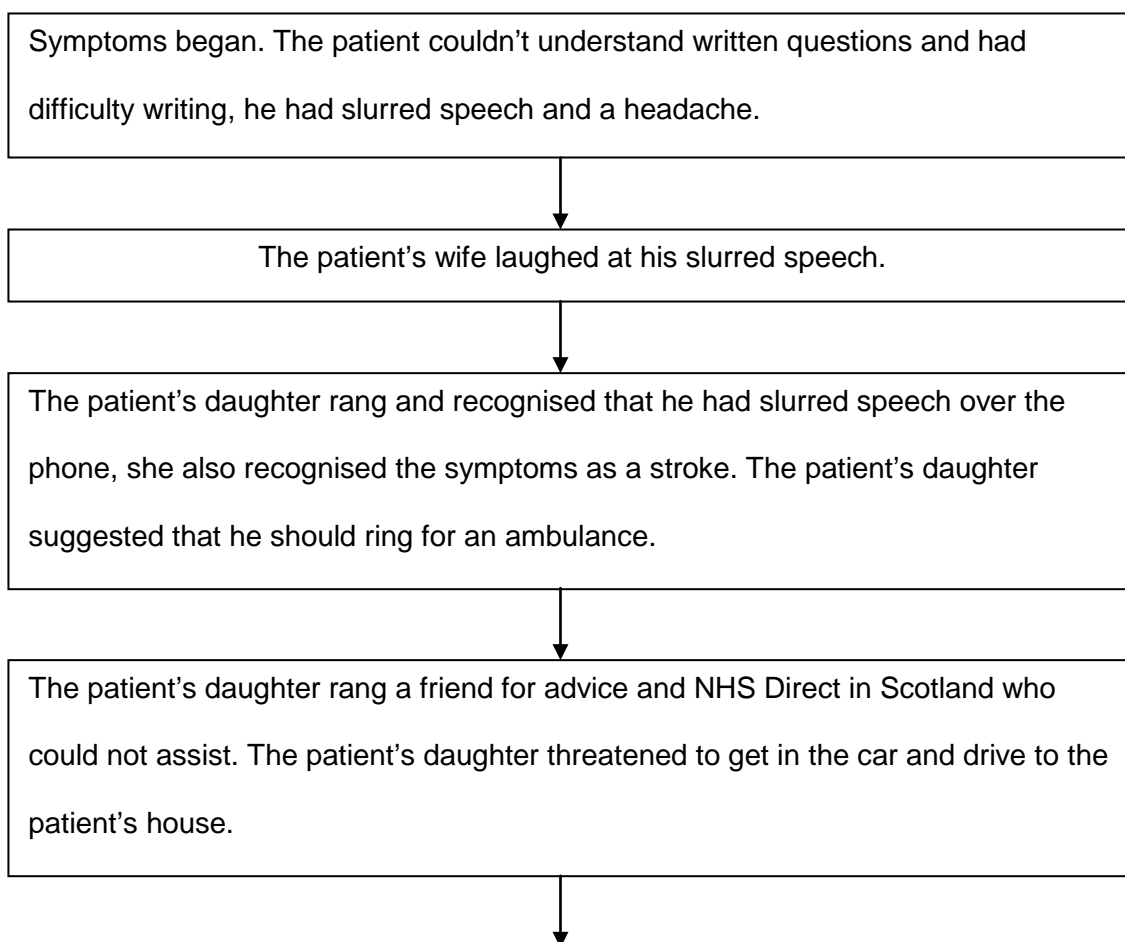 Symptoms began. The patient couldn’t understand written questions and had
difficulty writing, he had slurred speech and a headache.
The patient’s wife laughed at his slurred speech.
The patient’s daughter rang and recognised that he had slurred speech over the
phone, she also recognised the symptoms as a stroke. The patient’s daughter
suggested that he should ring for an ambulance.
The patient’s daughter rang a friend for advice and NHS Direct in Scotland who
could not assist. The patient’s daughter threatened to get in the car and drive to the
patient’s house.